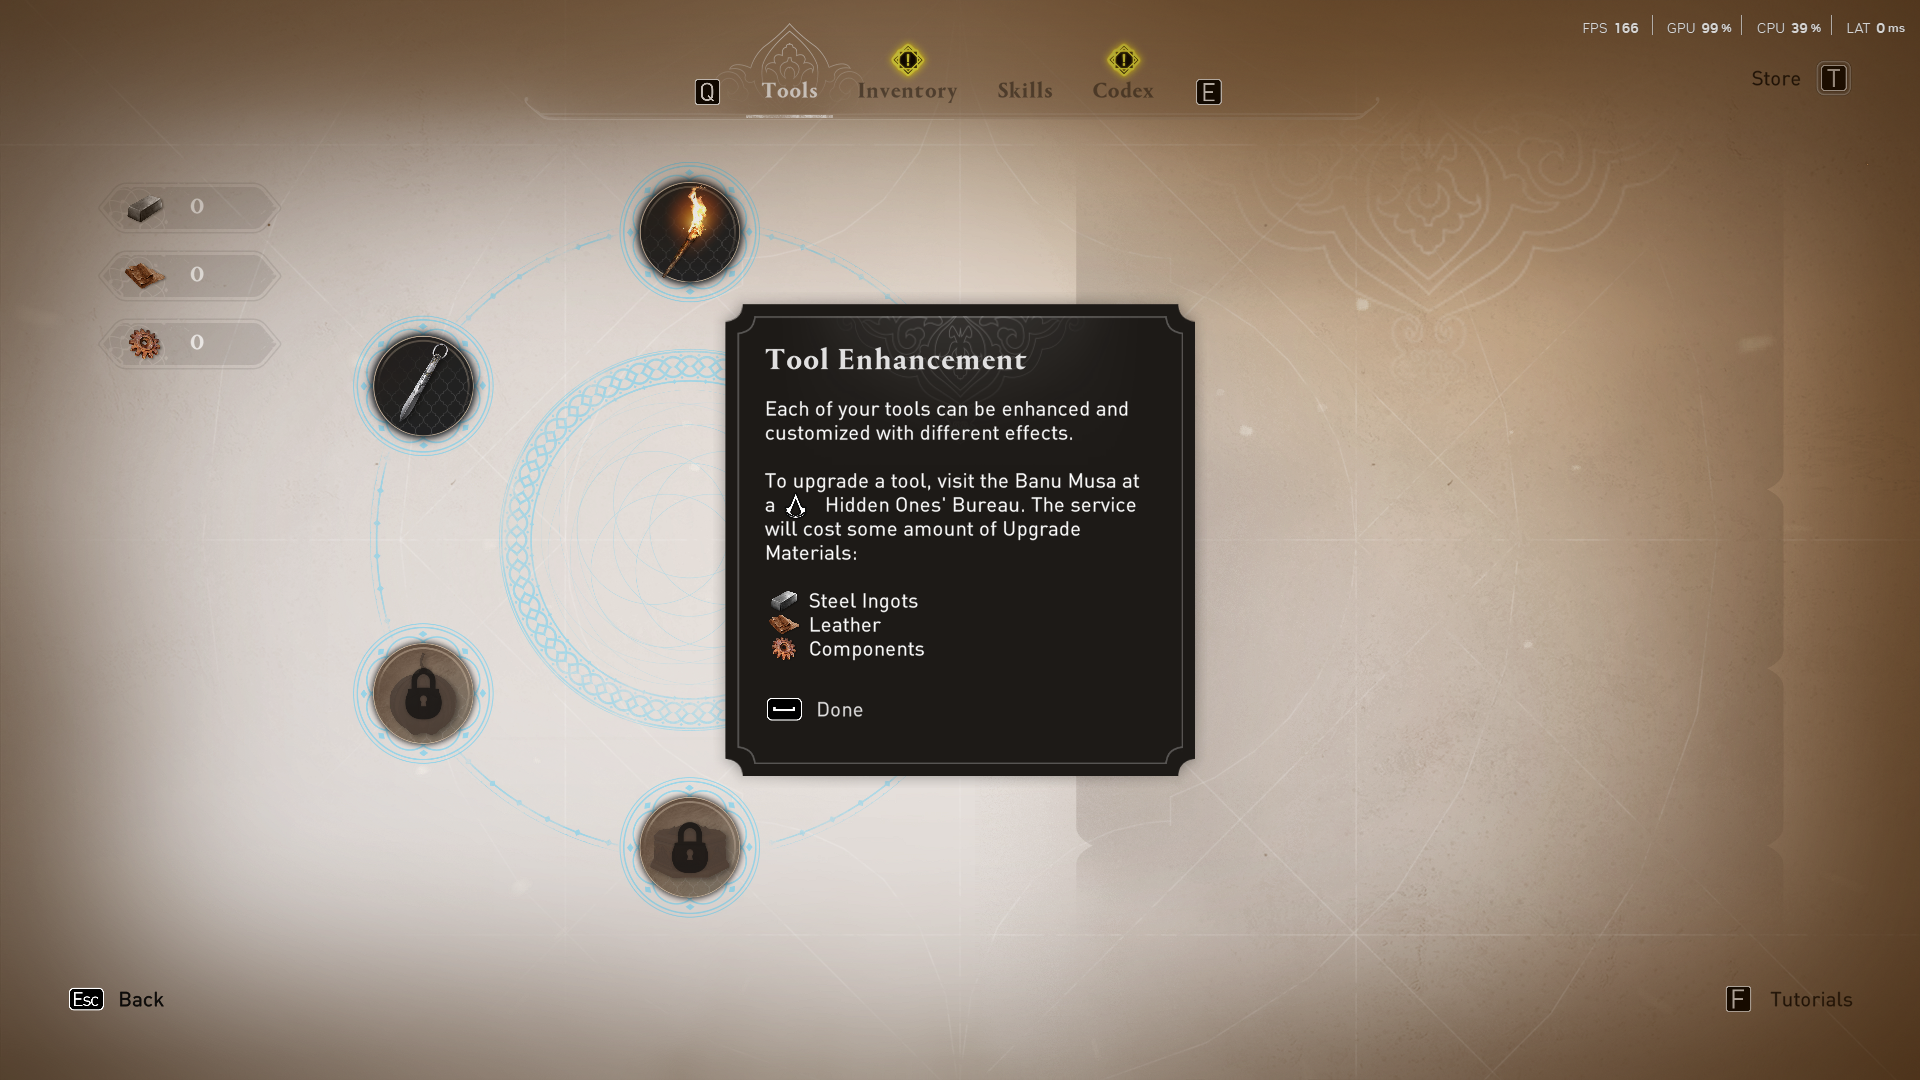 FPS 166 GPU 99 % CPU 39 % LAT 0 ms
Store T
Q Tools Inventory Skills Codex E
0
0
0
Tool Enhancement
Each of your tools can be enhanced and
customized with different effects.
To upgrade a tool, visit the Banu Musa at
a Hidden Ones' Bureau. The service
will cost some amount of Upgrade
Materials:
Steel Ingots
Leather
Components
Done
Esc Back
F Tutorials